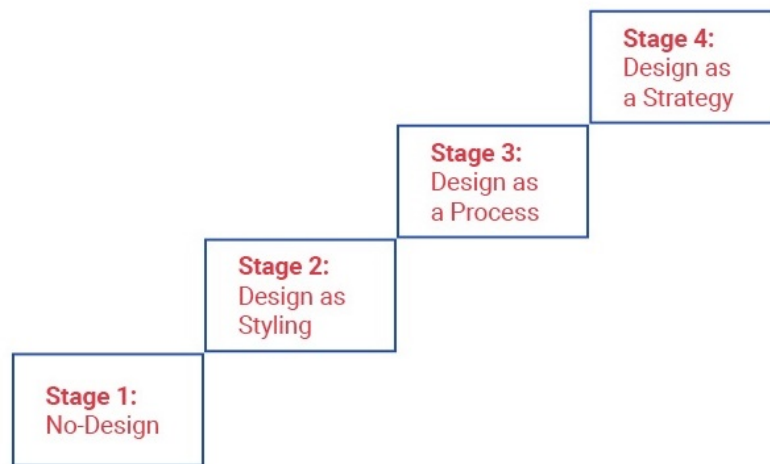 Stage 4:
Design as
a Strategy
Stage 3:
Design as
a Process
Stage 2:
Design as
Styling
Stage 1:
No-Design